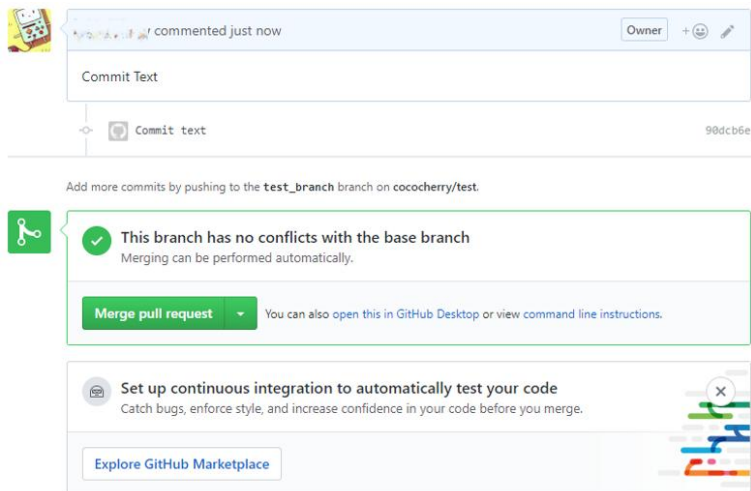 commented just now
Owner
Commit Text
Commit text
90dcb6e
Add more commits by pushing to the test_branch branch on cococherry/test.
This branch has no conflicts with the base branch
Merging can be performed automatically.
Merge pull request
You can also open this in GitHub Desktop or view command line instructions.
Set up continuous integration to automatically test your code
Catch bugs, enforce style, and increase confidence in your code before you merge.
Explore GitHub Marketplace